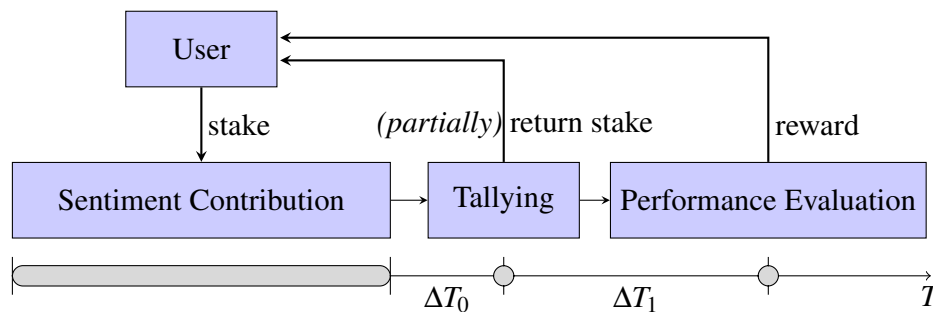 User
stake
(partially) return stake
reward
Sentiment Contribution
Tallying
Performance Evaluation
ΔT₀
ΔT₁
T